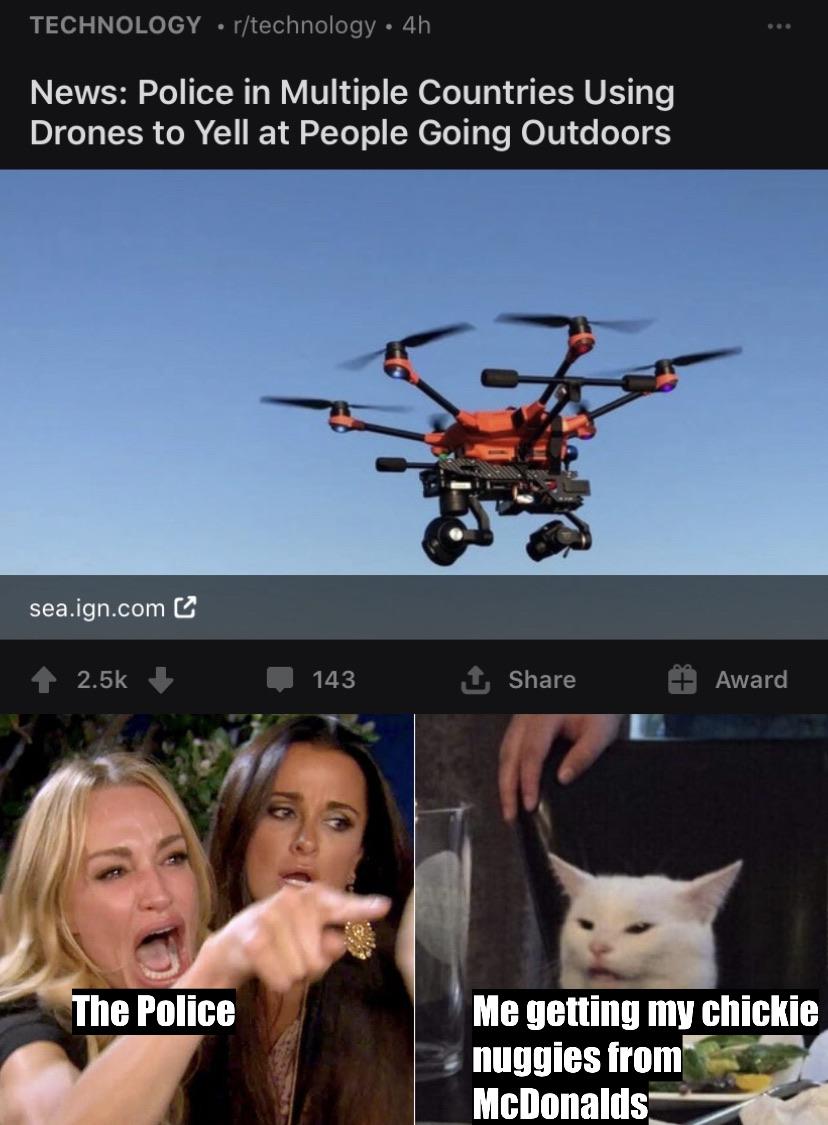 TECHNOLOGY • r/technology • 4h
News: Police in Multiple Countries Using
Drones to Yell at People Going Outdoors
sea.ign.com
2.5k
143
Share
Award
The Police
Me getting my chickie
nuggies from
McDonalds